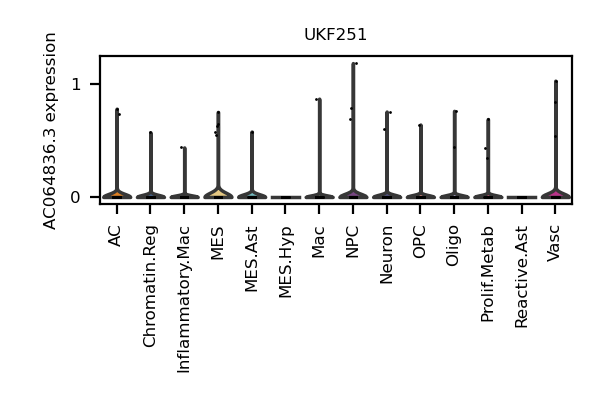 UKF251
AC064836.3 expression
1
0
AC
Chromatin.Reg
Inflammatory.Mac
MES
MES.Ast
MES.Hyp
Mac
NPC
Neuron
OPC
Oligo
Prolif.Metab
Reactive.Ast
Vasc